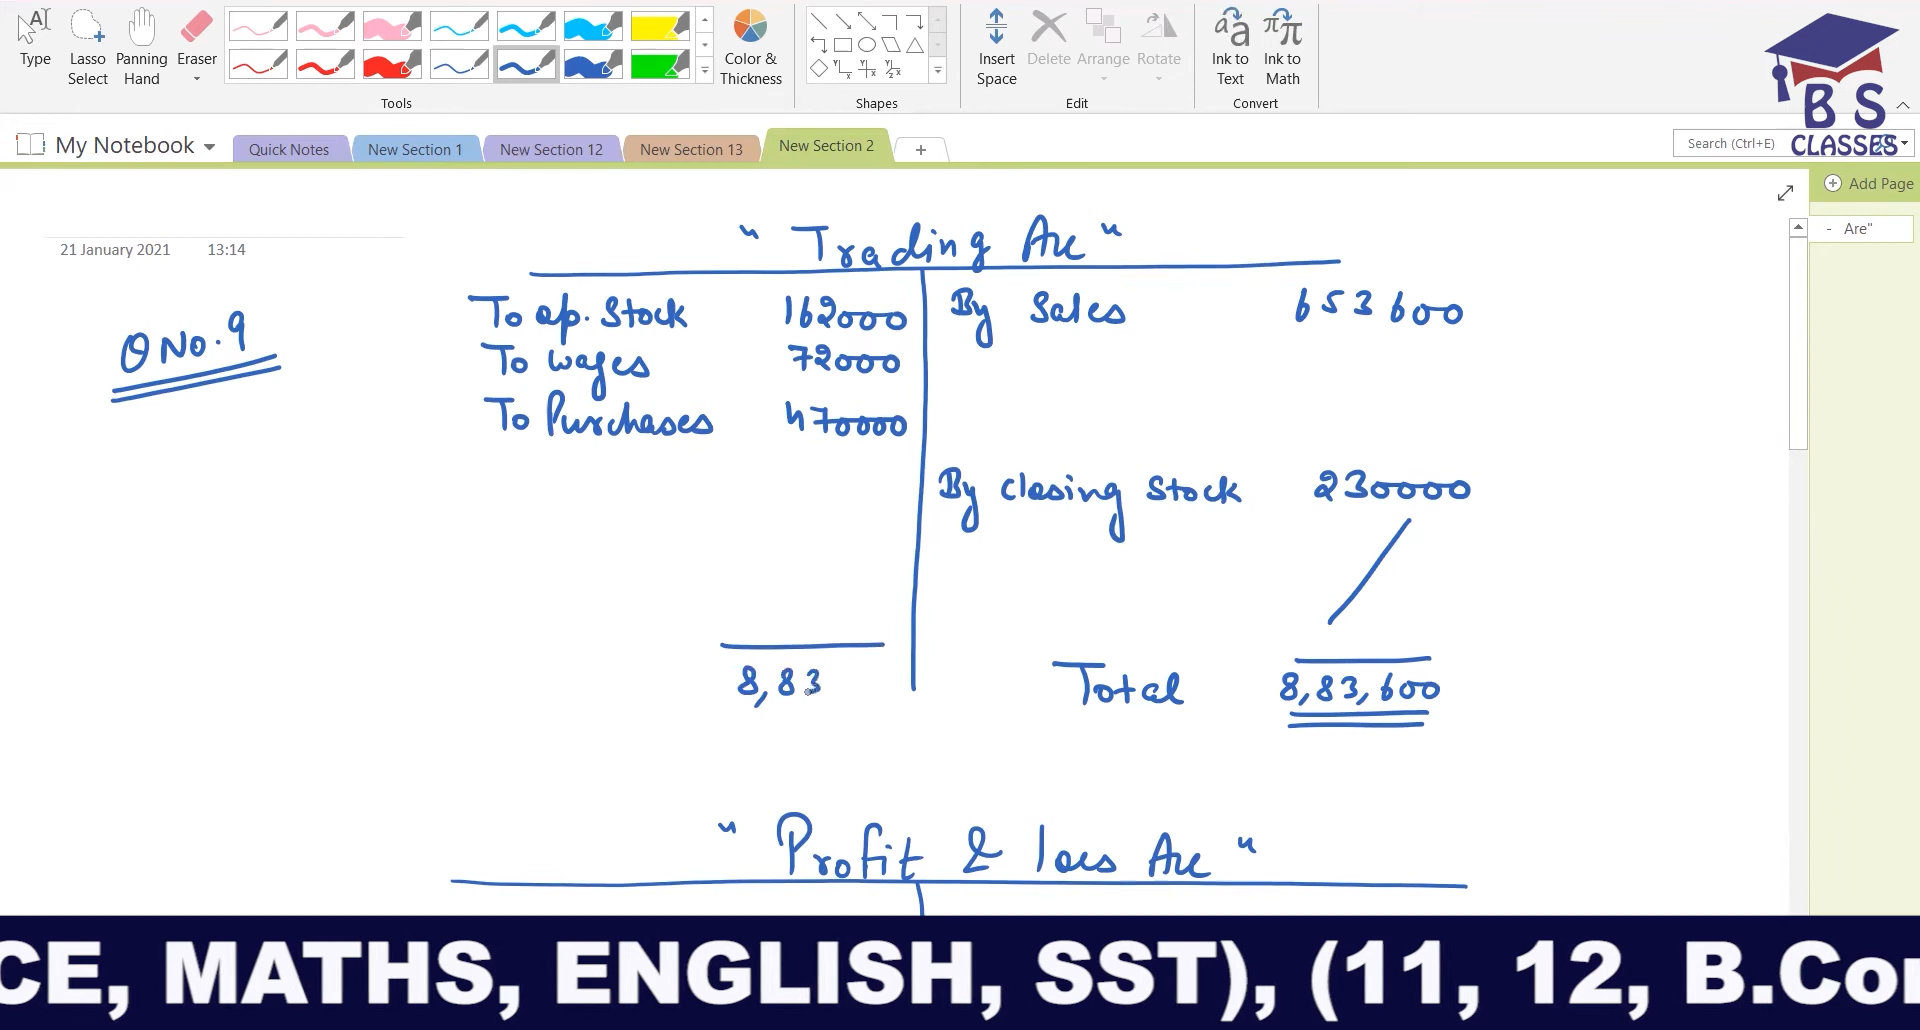 Type
Lasso Select
Panning Hand
Eraser
Color & Thickness
Insert Space
Delete
Arrange
Rotate
Ink to Text
Ink to Math
Tools
Shapes
Edit
Convert
BS CLASSES
My Notebook
Quick Notes
New Section 1
New Section 12
New Section 13
New Section 2
+
Search (Ctrl+E)
Add Page
- Are"
21 January 2021 13:14
Q No. 9
" Trading A/c "
To op. Stock 162000 By Sales 653600
To wages 72000
To Purchases 470000
By closing Stock 230000
8,83 Total 8,83,600
" Profit & loss A/c "
CE, MATHS, ENGLISH, SST), (11, 12, B.Co